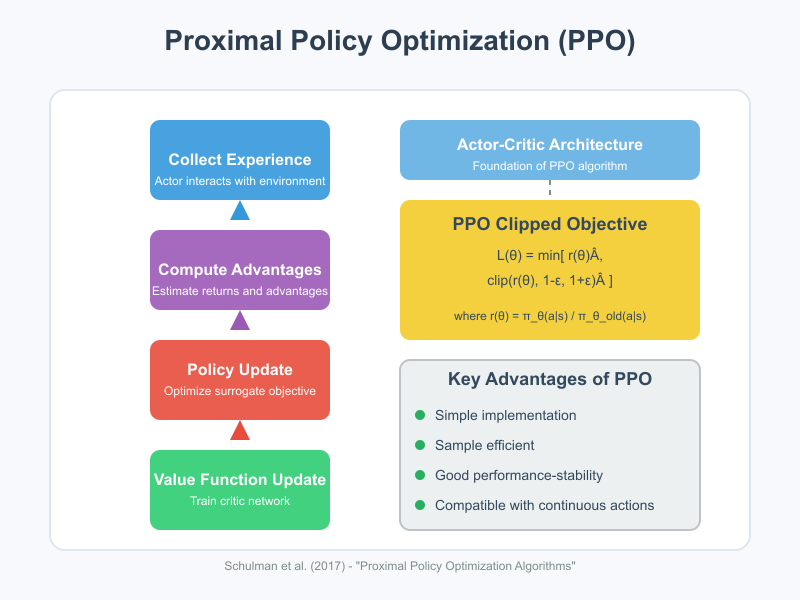 Proximal Policy Optimization (PPO)
Collect Experience
Actor interacts with environment
Compute Advantages
Estimate returns and advantages
Policy Update
Optimize surrogate objective
Value Function Update
Train critic network
Actor-Critic Architecture
Foundation of PPO algorithm
PPO Clipped Objective
L(θ) = min[ r(θ)Â,
clip(r(θ), 1-ε, 1+ε)Â ]
where r(θ) = π_θ(a|s) / π_θ_old(a|s)
Key Advantages of PPO
Simple implementation
Sample efficient
Good performance-stability
Compatible with continuous actions
Schulman et al. (2017) - "Proximal Policy Optimization Algorithms"